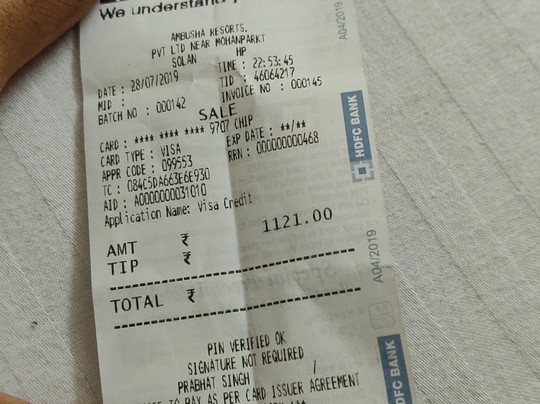 We understand
AMBUSHA RESORTS.
PVT LTD NEAR MOHANPARKT
SOLAN HP
DATE : 28/07/2019 TIME : 22:53:45
MID : TID : 46064217
BATCH NO : 000142 INVOICE NO : 000145
SALE
CARD : **** **** **** 9707 CHIP
CARD TYPE : VISA EXP DATE : **/**
APPR CODE : 099553 RRN : 000000000468
TC : 084C5DA663E6E930
AID : A0000000031010
Application Name: Visa Credit
AMT ₹ 1121.00
TIP ₹
TOTAL ₹
PIN VERIFIED OK
SIGNATURE NOT REQUIRED
PRABHAT SINGH /
TO PAY AS PER CARD ISSUER AGREEMENT
A04/2019
HDFC BANK
A04/2019
DFC BANK